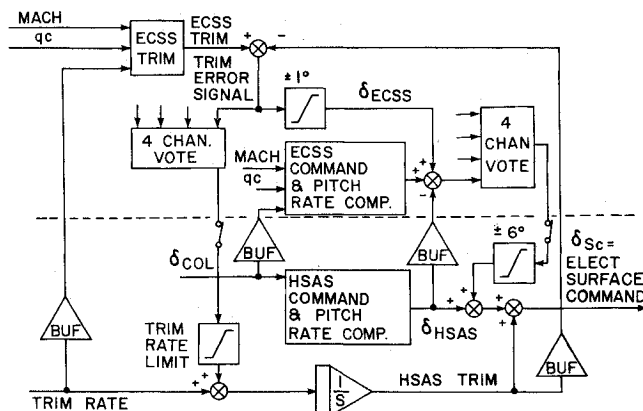 MACH
qc
ECSS
TRIM
ECSS
TRIM
TRIM
ERROR
SIGNAL
+
-
±1°
δECSS
4 CHAN.
VOTE
MACH
qc
ECSS
COMMAND
& PITCH
RATE COMP.
+
+
-
4
CHAN
VOTE
BUF
δCOL
BUF
HSAS
COMMAND
& PITCH
RATE COMP.
BUF
±6°
δSc=
ELECT
SURFACE
COMMAND
+
+
+
+
δHSAS
TRIM
RATE
LIMIT
BUF
TRIM RATE
+
+
1
S
HSAS TRIM
BUF